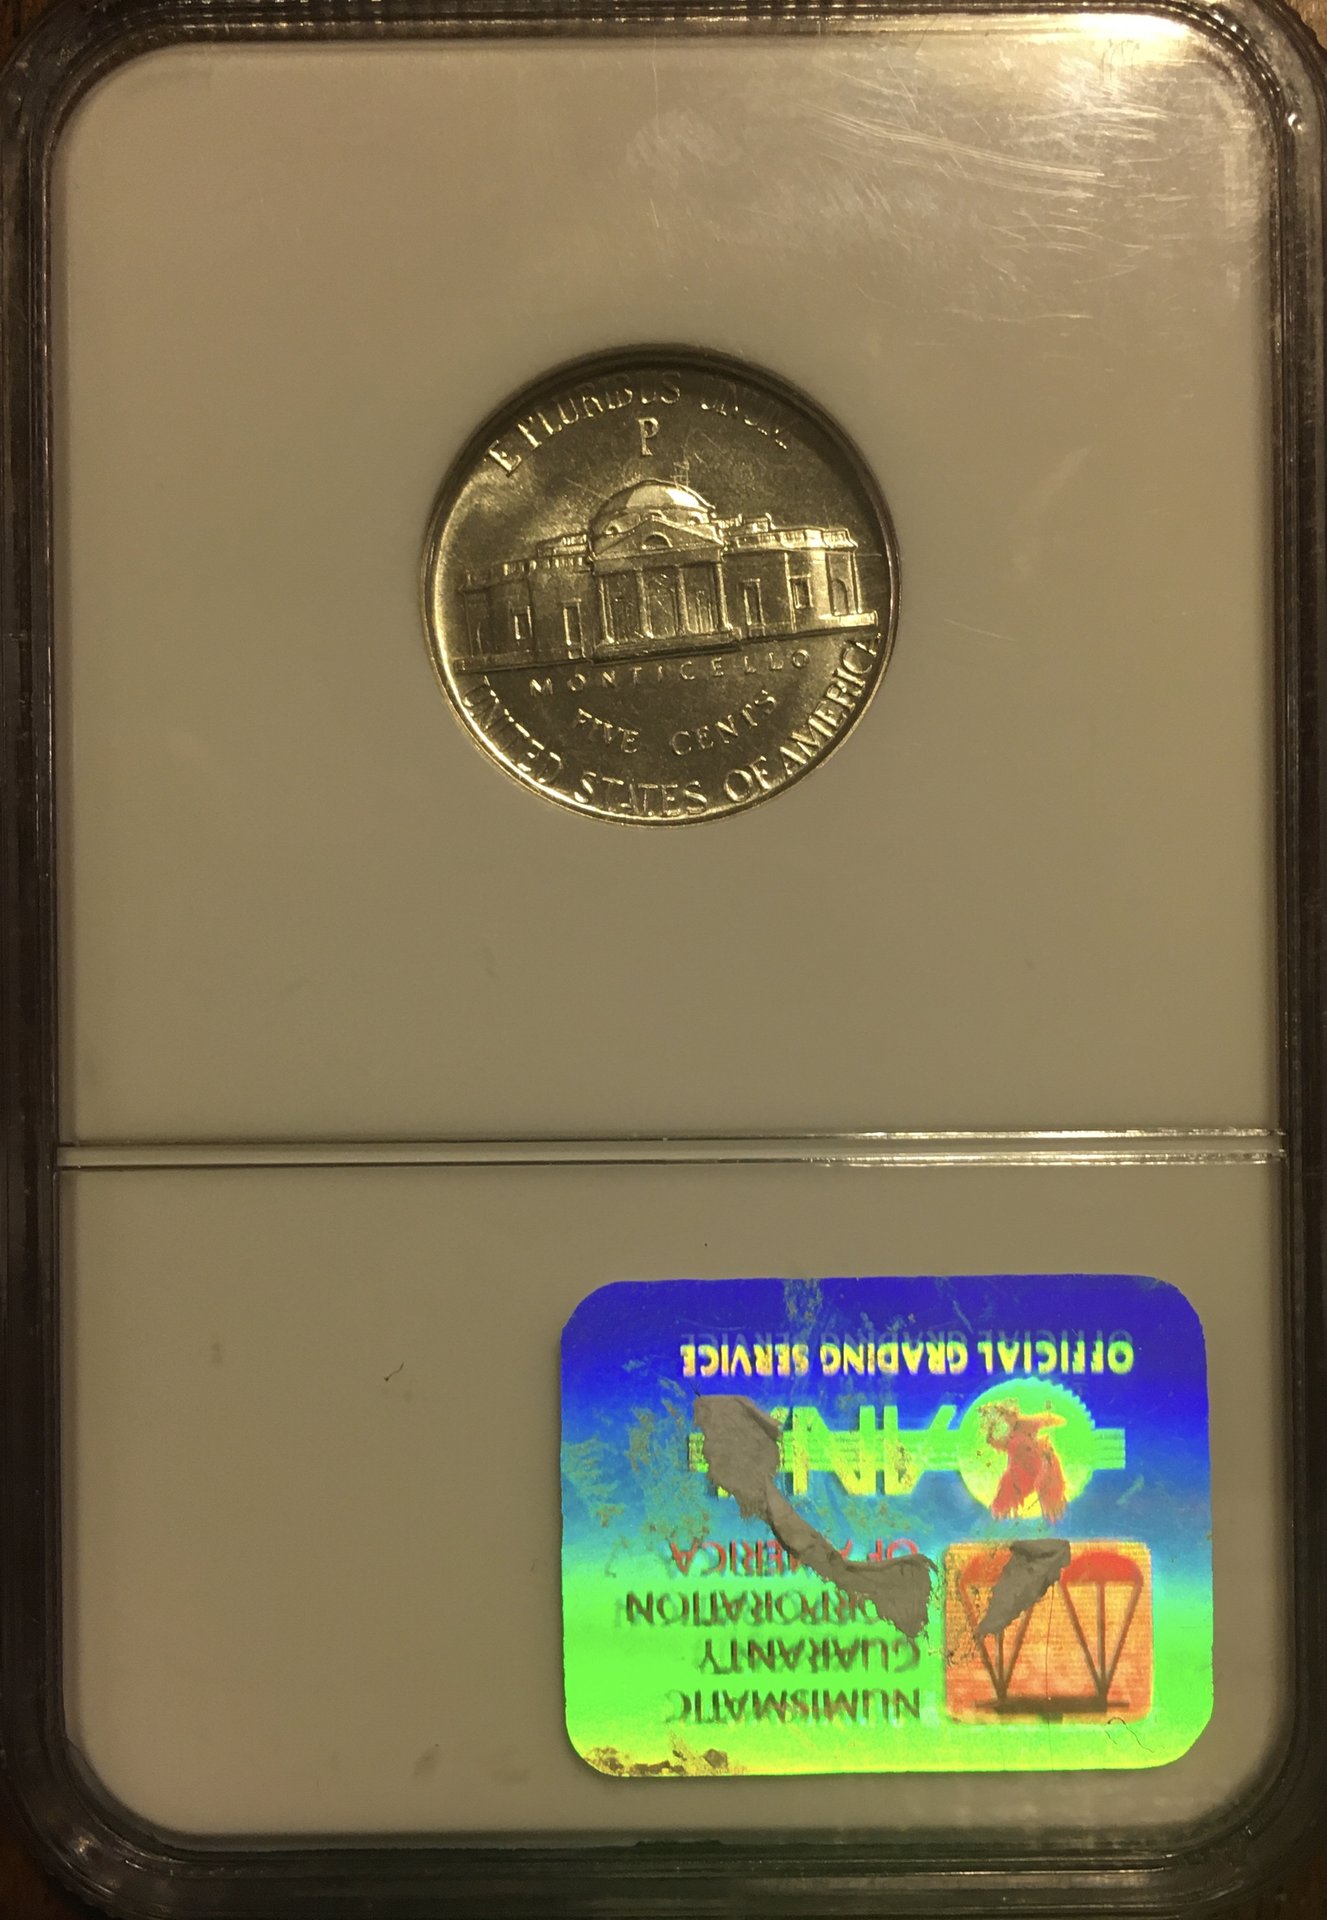 E PLURIBUS UNUM
P
MONTICELLO
FIVE CENTS
UNITED STATES OF AMERICA
NUMISMATIC
GUARANTY
CORPORATION
OF AMERICA
OFFICIAL GRADING SERVICE